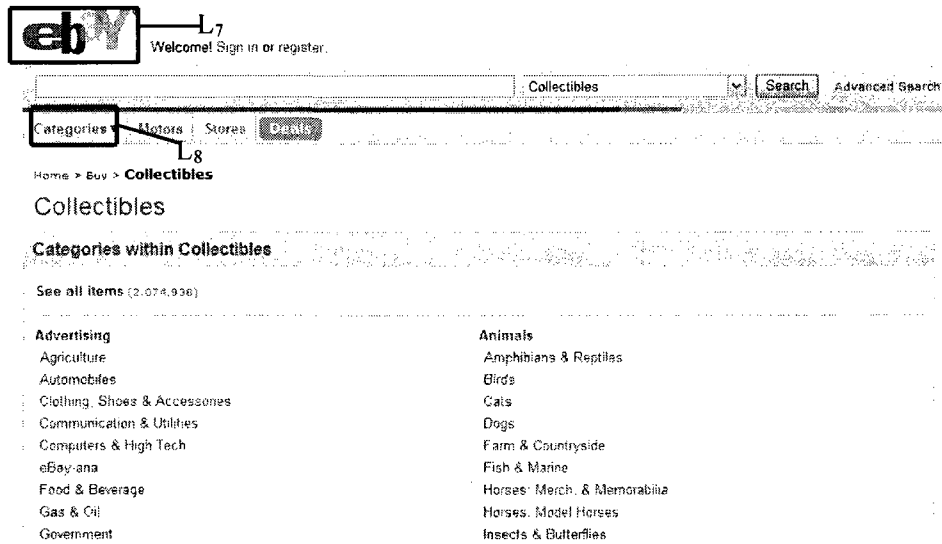 ebay L7
Welcome! Sign in or register.
Collectibles Search Advanced Search
Categories Motors Stores Deals
L8
Home > Buy > Collectibles
Collectibles
Categories within Collectibles
See all items (2,074,936)
Advertising Animals
Agriculture Amphibians & Reptiles
Automobiles Birds
Clothing, Shoes & Accessories Cats
Communication & Utilities Dogs
Computers & High Tech Farm & Countryside
eBay-ana Fish & Marine
Food & Beverage Horses: Merch. & Memorabilia
Gas & Oil Horses: Model Horses
Government Insects & Butterflies